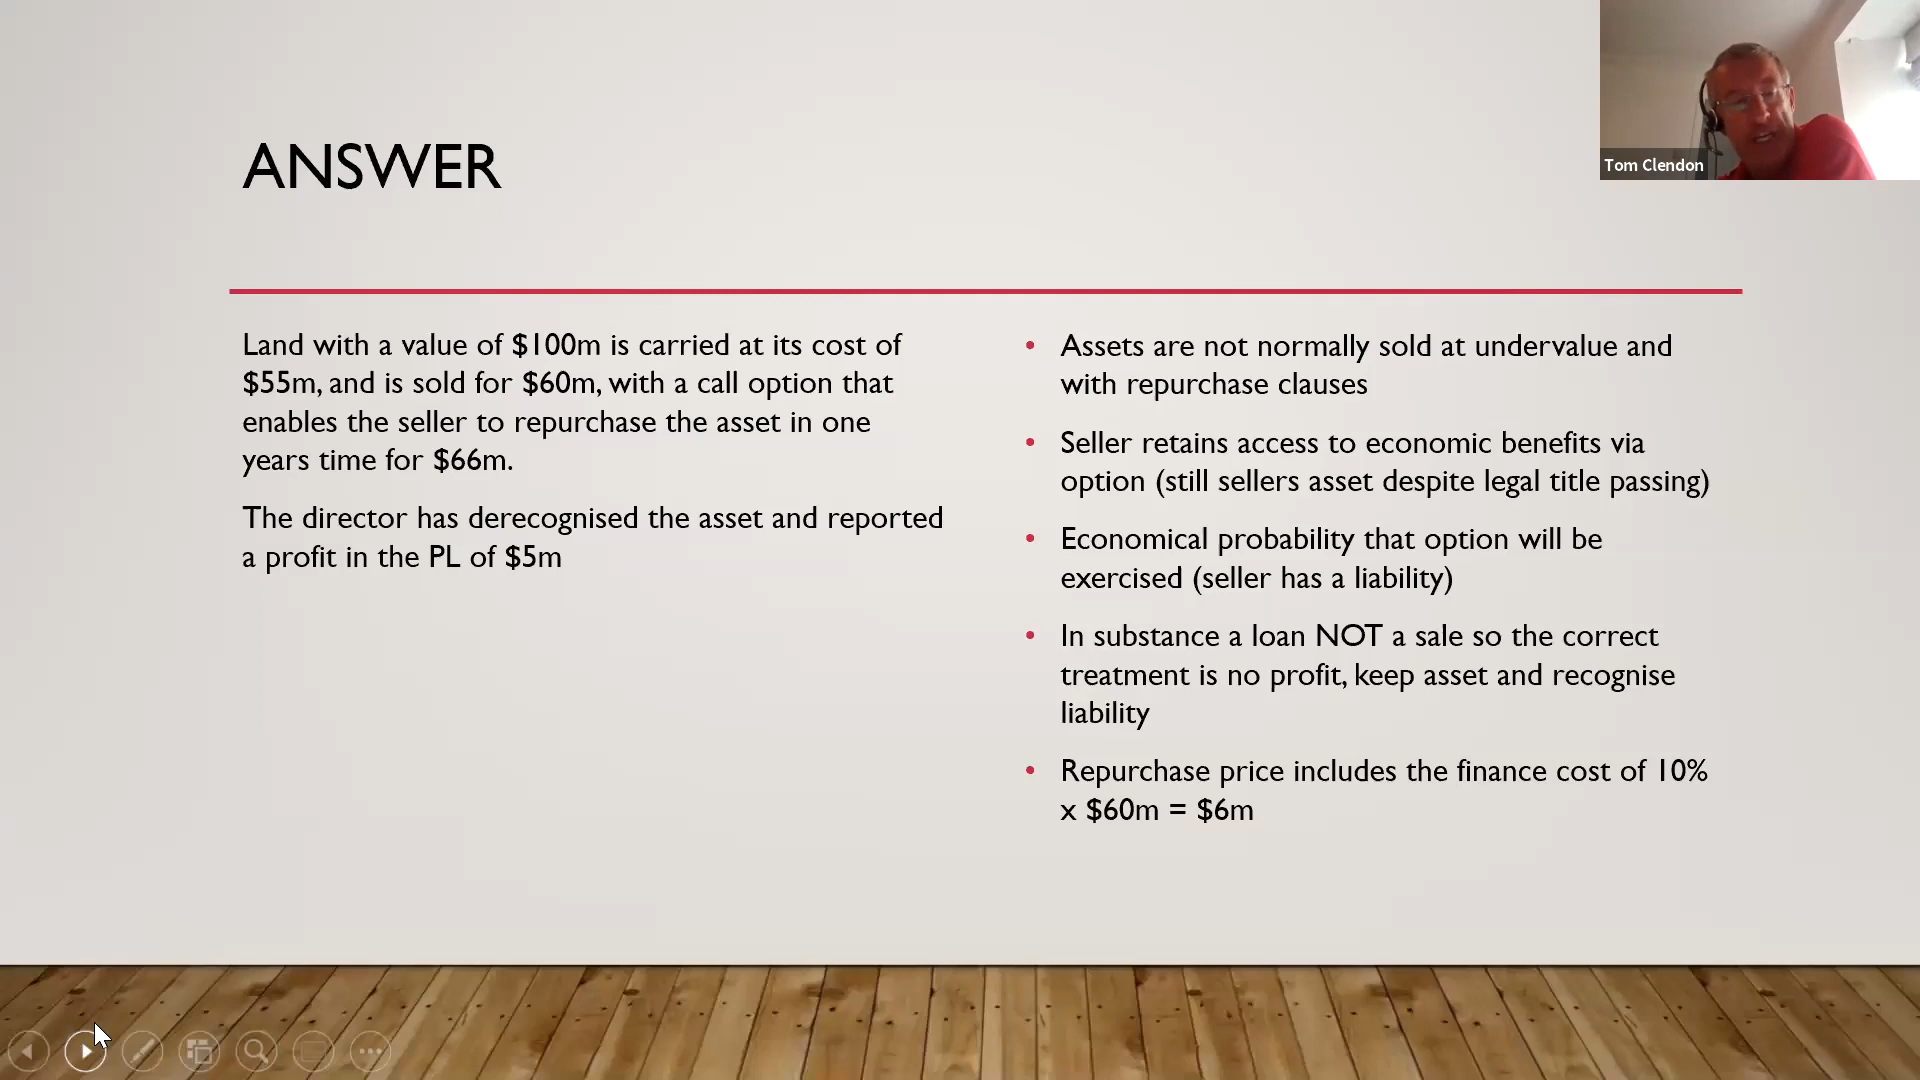 Tom Clendon
ANSWER
Land with a value of $100m is carried at its cost of
$55m, and is sold for $60m, with a call option that
enables the seller to repurchase the asset in one
years time for $66m.
The director has derecognised the asset and reported
a profit in the PL of $5m
• Assets are not normally sold at undervalue and
with repurchase clauses
• Seller retains access to economic benefits via
option (still sellers asset despite legal title passing)
• Economical probability that option will be
exercised (seller has a liability)
• In substance a loan NOT a sale so the correct
treatment is no profit, keep asset and recognise
liability
• Repurchase price includes the finance cost of 10%
x $60m = $6m